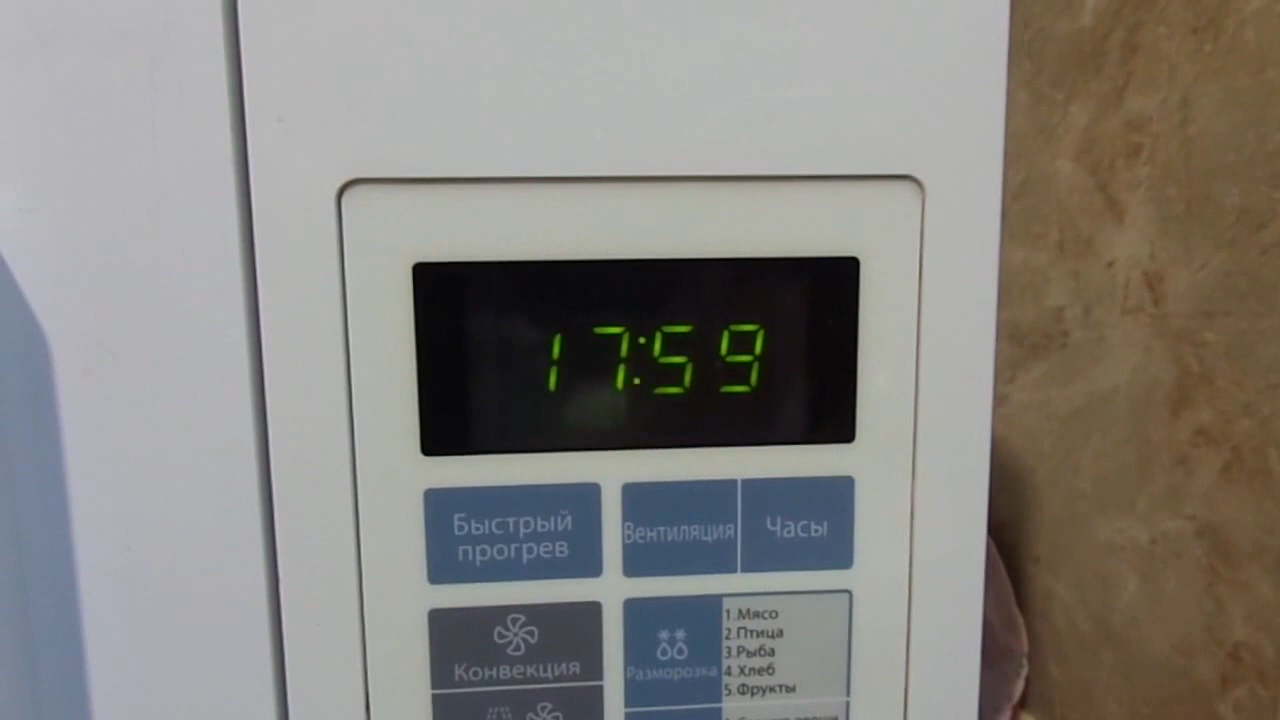 17:59
Быстрый
прогрев
Вентиляция
Часы
Конвекция
Разморозка
1.Мясо
2.Птица
3.Рыба
4.Хлеб
5.Фрукты